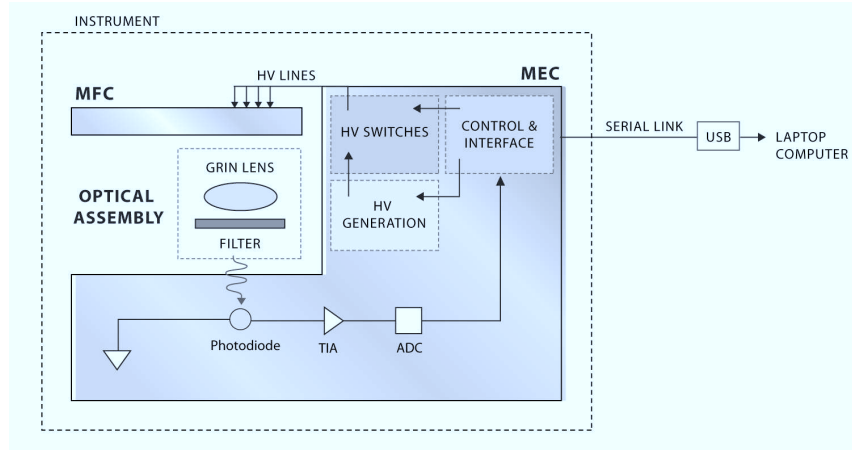 INSTRUMENT
HV LINES
MEC
MFC
HV SWITCHES
CONTROL &
INTERFACE
SERIAL LINK
USB
LAPTOP
COMPUTER
GRIN LENS
OPTICAL
ASSEMBLY
HV
GENERATION
FILTER
Photodiode
TIA
ADC